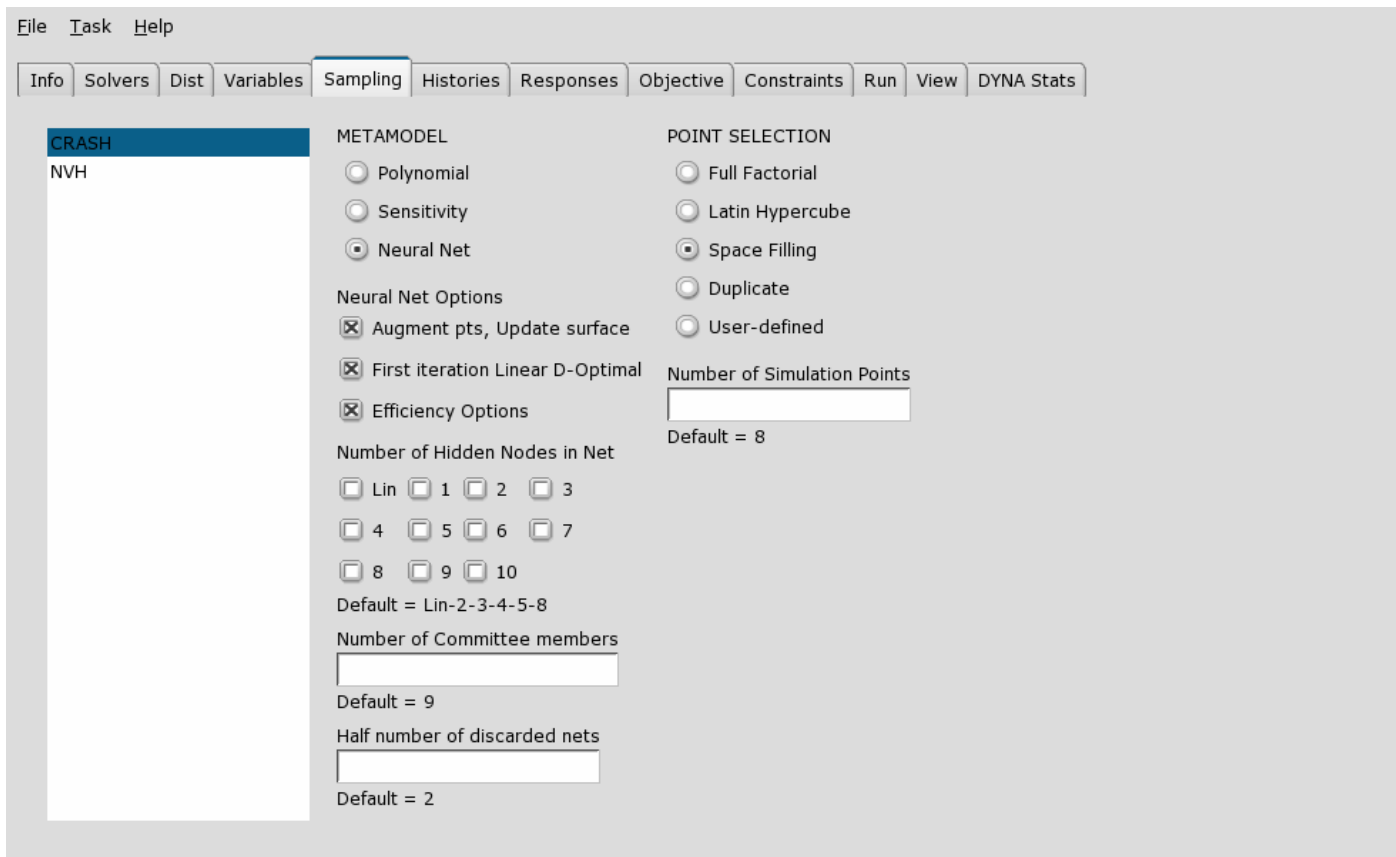 File Task Help
Info Solvers Dist Variables Sampling Histories Responses Objective Constraints Run View DYNA Stats
CRASH
NVH
METAMODEL
Polynomial
Sensitivity
Neural Net
Neural Net Options
Augment pts, Update surface
First iteration Linear D-Optimal
Efficiency Options
Number of Hidden Nodes in Net
Lin 1 2 3
4 5 6 7
8 9 10
Default = Lin-2-3-4-5-8
Number of Committee members
Default = 9
Half number of discarded nets
Default = 2
POINT SELECTION
Full Factorial
Latin Hypercube
Space Filling
Duplicate
User-defined
Number of Simulation Points
Default = 8